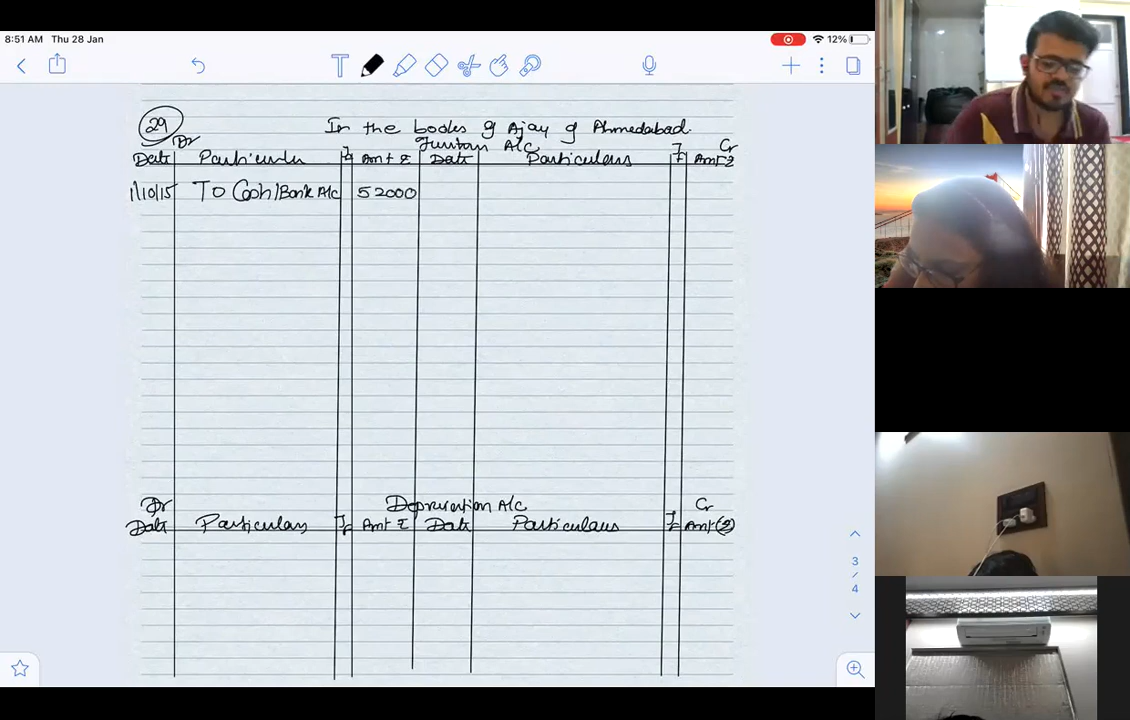 8:51 AM Thu 28 Jan
12%
29
In the books of Ajay of Ahmedabad.
Dr Cr
Date Particulars Amt ₹ Date Particulars Amt ₹
1/10/15 To Cash/Bank A/c 52000
Depreciation A/c
Dr Cr
Date Particulars Amt ₹ Date Particulars Amt (₹)
3
/
4